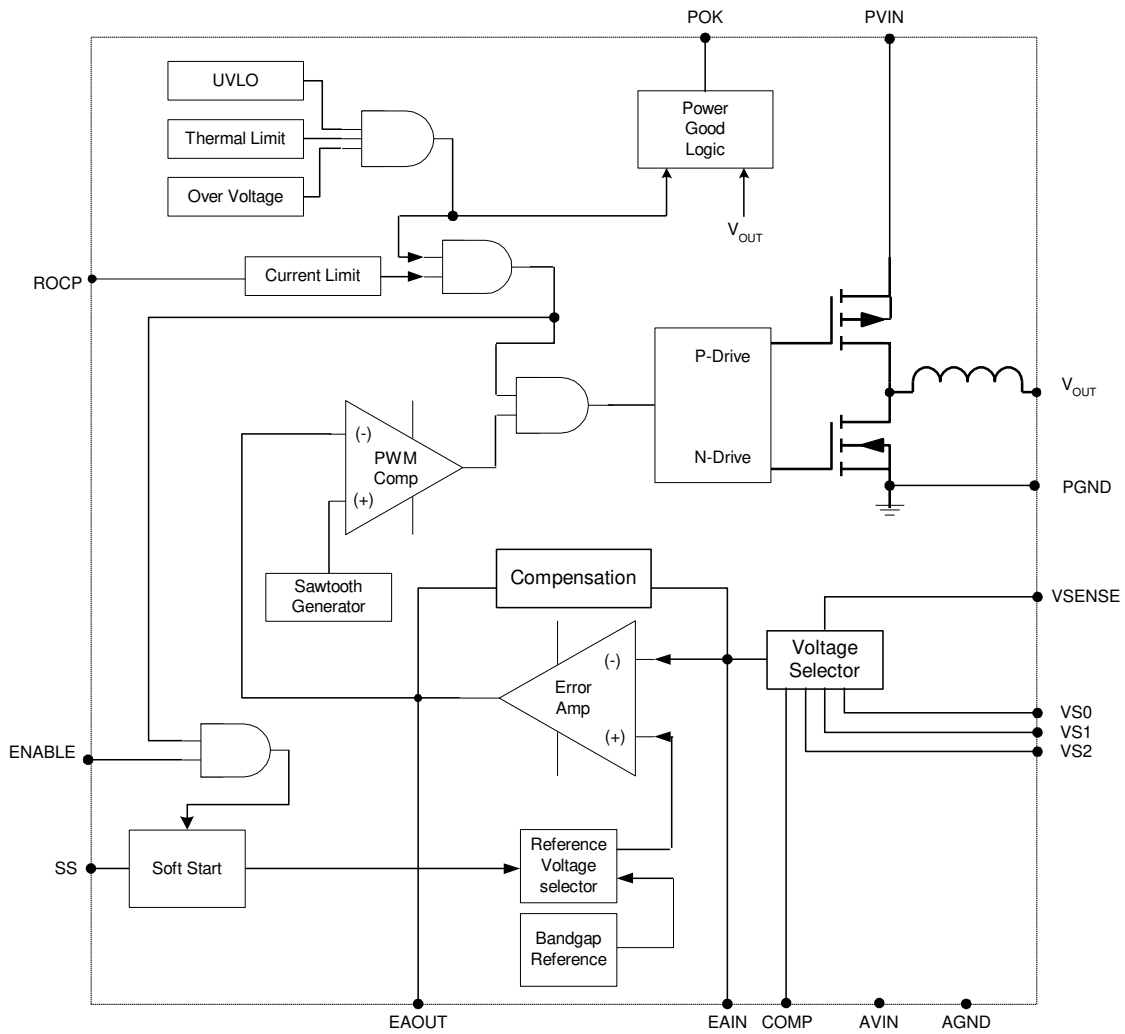 POK
PVIN
UVLO
Thermal Limit
Over Voltage
Power
Good
Logic
V_OUT
ROCP
Current Limit
P-Drive
N-Drive
V_OUT
PGND
(-)
PWM
Comp
(+)
Sawtooth
Generator
Compensation
VSENSE
Voltage
Selector
(-)
Error
Amp
(+)
VS0
VS1
VS2
ENABLE
SS
Soft Start
Reference
Voltage
selector
Bandgap
Reference
EAOUT
EAIN
COMP
AVIN
AGND